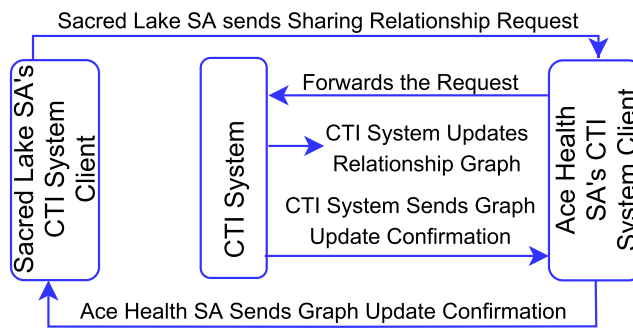 Sacred Lake SA sends Sharing Relationship Request
Sacred Lake SA's
CTI System
Client
CTI System
Forwards the Request
CTI System Updates
Relationship Graph
CTI System Sends Graph
Update Confirmation
Ace Health
SA's CTI
System Client
Ace Health SA Sends Graph Update Confirmation